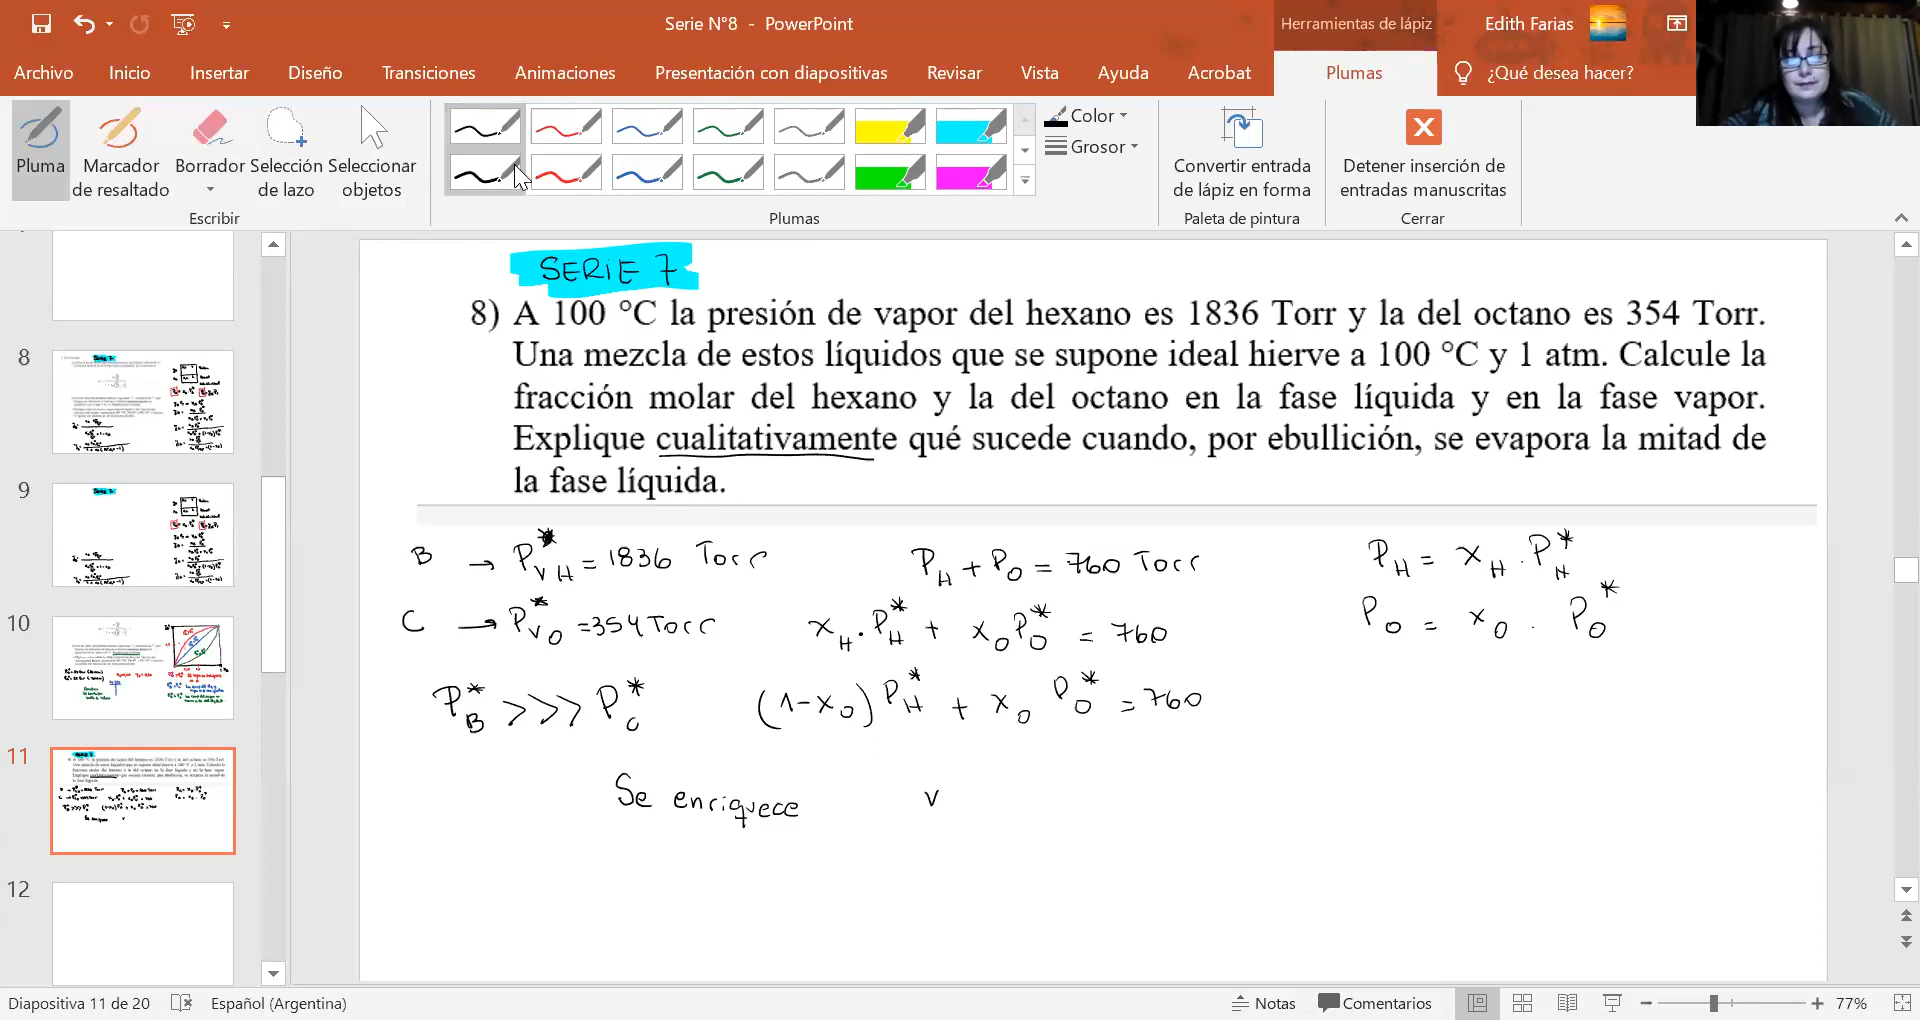 Serie N°8 - PowerPoint
Herramientas de lápiz
Edith Farias
Archivo Inicio Insertar Diseño Transiciones Animaciones Presentación con diapositivas Revisar Vista Ayuda Acrobat Plumas ¿Qué desea hacer?
Pluma
Marcador de resaltado
Borrador
Selección de lazo
Seleccionar objetos
Color
Grosor
Convertir entrada de lápiz en forma
Detener inserción de entradas manuscritas
Escribir Plumas Paleta de pintura Cerrar
8
9
10
11
12
SERIE 7
8) A 100 °C la presión de vapor del hexano es 1836 Torr y la del octano es 354 Torr.
Una mezcla de estos líquidos que se supone ideal hierve a 100 °C y 1 atm. Calcule la
fracción molar del hexano y la del octano en la fase líquida y en la fase vapor.
Explique cualitativamente qué sucede cuando, por ebullición, se evapora la mitad de
la fase líquida.
B → P*VH = 1836 Torr PH + PO = 760 Torr PH = xH . P*H
C → P*VO = 354 Torr xH . P*H + xO P*O = 760 PO = xO . P*O
P*B >>> P*C (1-xO) P*H + xO P*O = 760
Se enriquece v
Diapositiva 11 de 20 Español (Argentina) Notas Comentarios 77%